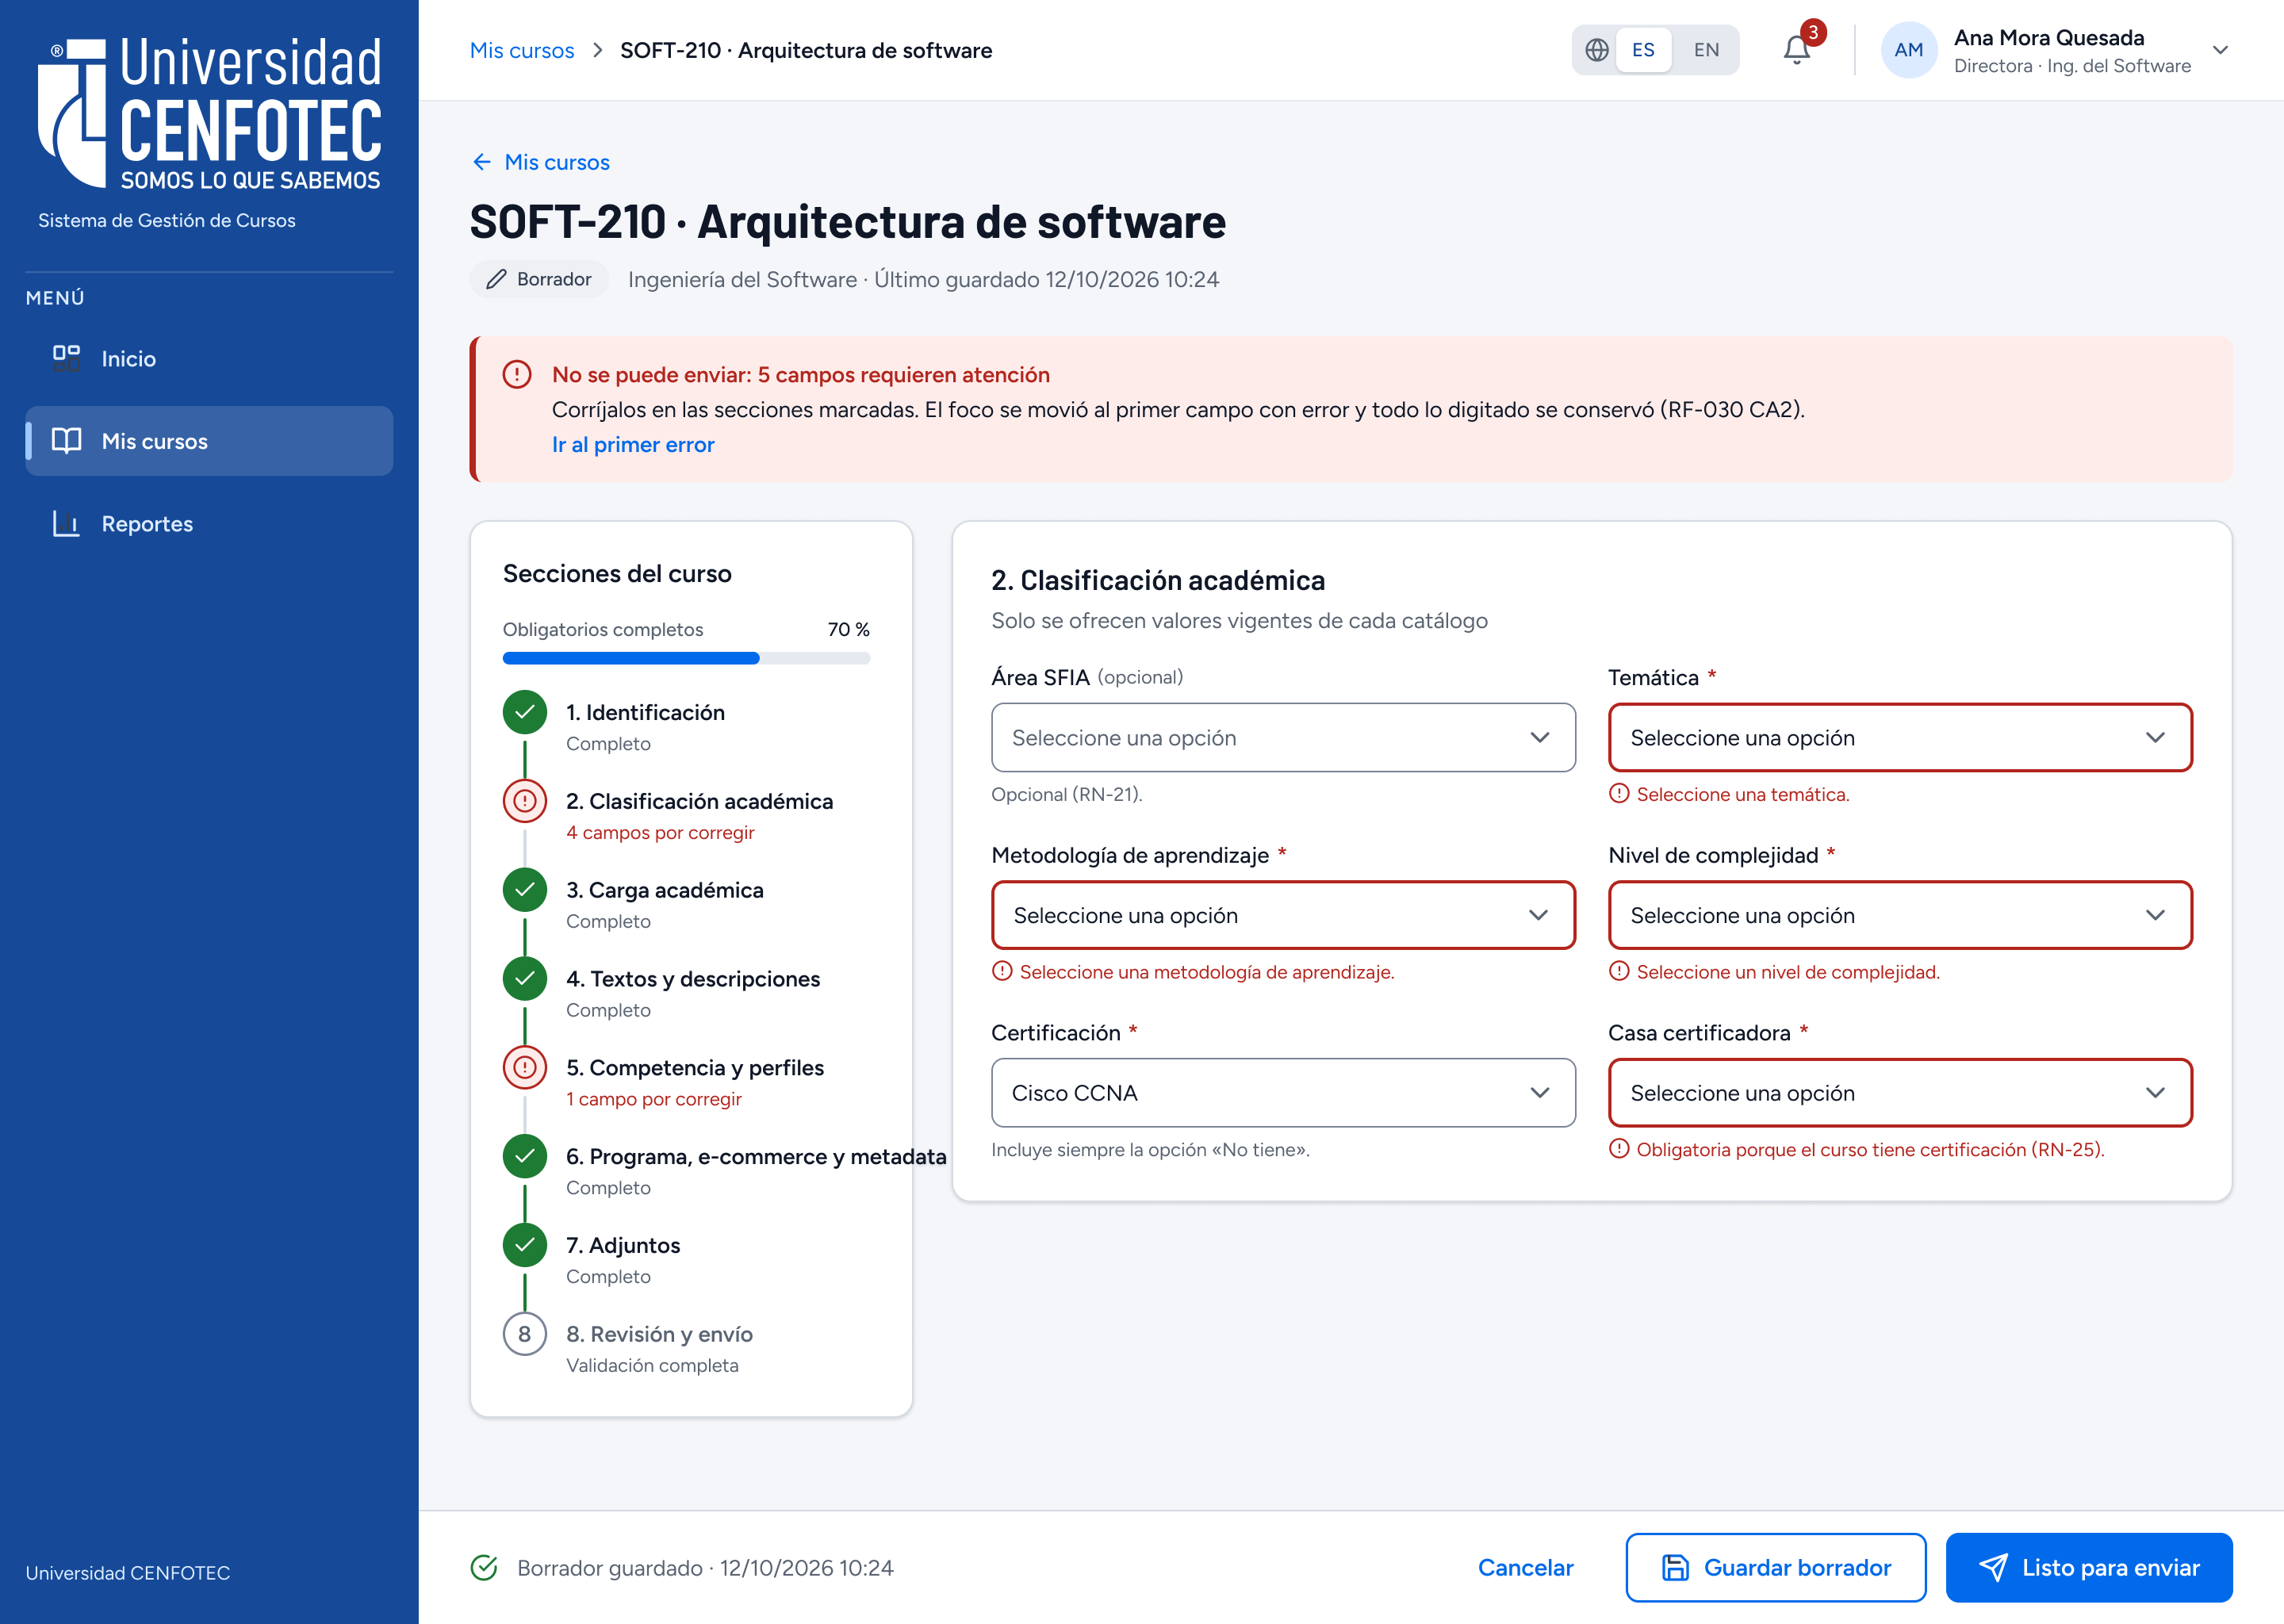 ® Universidad
CENFOTEC
SOMOS LO QUE SABEMOS
Sistema de Gestión de Cursos
MENÚ
Inicio
Mis cursos
Reportes
Universidad CENFOTEC
Mis cursos > SOFT-210 · Arquitectura de software
ES EN
3
AM
Ana Mora Quesada
Directora · Ing. del Software
← Mis cursos
SOFT-210 · Arquitectura de software
Borrador
Ingeniería del Software · Último guardado 12/10/2026 10:24
No se puede enviar: 5 campos requieren atención
Corríjalos en las secciones marcadas. El foco se movió al primer campo con error y todo lo digitado se conservó (RF-030 CA2).
Ir al primer error
Secciones del curso
Obligatorios completos 70 %
1. Identificación
Completo
2. Clasificación académica
4 campos por corregir
3. Carga académica
Completo
4. Textos y descripciones
Completo
5. Competencia y perfiles
1 campo por corregir
6. Programa, e-commerce y metadata
Completo
7. Adjuntos
Completo
8 8. Revisión y envío
Validación completa
2. Clasificación académica
Solo se ofrecen valores vigentes de cada catálogo
Área SFIA (opcional)
Seleccione una opción
Opcional (RN-21).
Temática *
Seleccione una opción
Seleccione una temática.
Metodología de aprendizaje *
Seleccione una opción
Seleccione una metodología de aprendizaje.
Nivel de complejidad *
Seleccione una opción
Seleccione un nivel de complejidad.
Certificación *
Cisco CCNA
Incluye siempre la opción «No tiene».
Casa certificadora *
Seleccione una opción
Obligatoria porque el curso tiene certificación (RN-25).
Borrador guardado · 12/10/2026 10:24
Cancelar
Guardar borrador
Listo para enviar